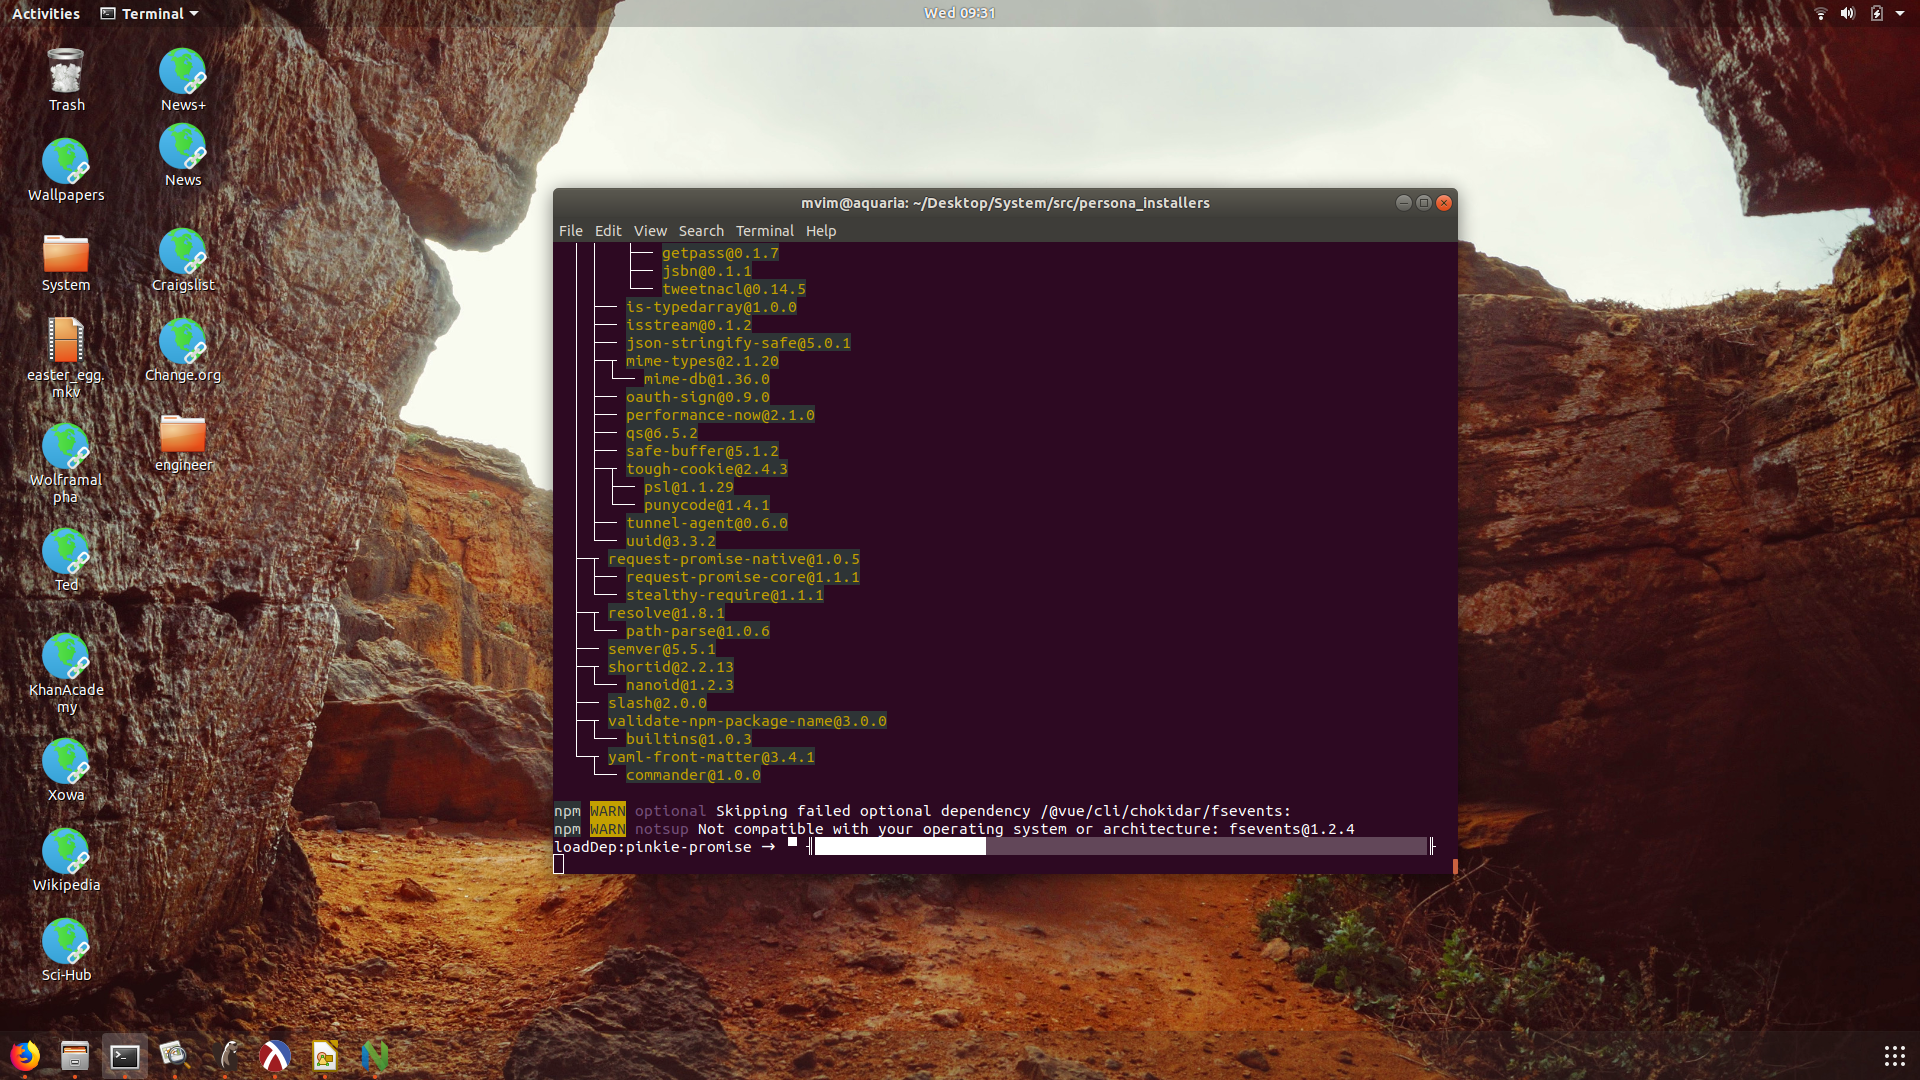 Activities
Terminal
Wed 09:31
Trash
News+
Wallpapers
News
System
Craigslist
easter_egg.
mkv
Change.org
Wolframal
pha
engineer
Ted
KhanAcade
my
Xowa
Wikipedia
Sci-Hub
mvim@aquaria: ~/Desktop/System/src/persona_installers
File Edit View Search Terminal Help
getpass@0.1.7
jsbn@0.1.1
tweetnacl@0.14.5
is-typedarray@1.0.0
isstream@0.1.2
json-stringify-safe@5.0.1
mime-types@2.1.20
mime-db@1.36.0
oauth-sign@0.9.0
performance-now@2.1.0
qs@6.5.2
safe-buffer@5.1.2
tough-cookie@2.4.3
psl@1.1.29
punycode@1.4.1
tunnel-agent@0.6.0
uuid@3.3.2
request-promise-native@1.0.5
request-promise-core@1.1.1
stealthy-require@1.1.1
resolve@1.8.1
path-parse@1.0.6
semver@5.5.1
shortid@2.2.13
nanoid@1.2.3
slash@2.0.0
validate-npm-package-name@3.0.0
builtins@1.0.3
yaml-front-matter@3.4.1
commander@1.0.0
npm WARN optional Skipping failed optional dependency /@vue/cli/chokidar/fsevents:
npm WARN notsup Not compatible with your operating system or architecture: fsevents@1.2.4
loadDep:pinkie-promise →